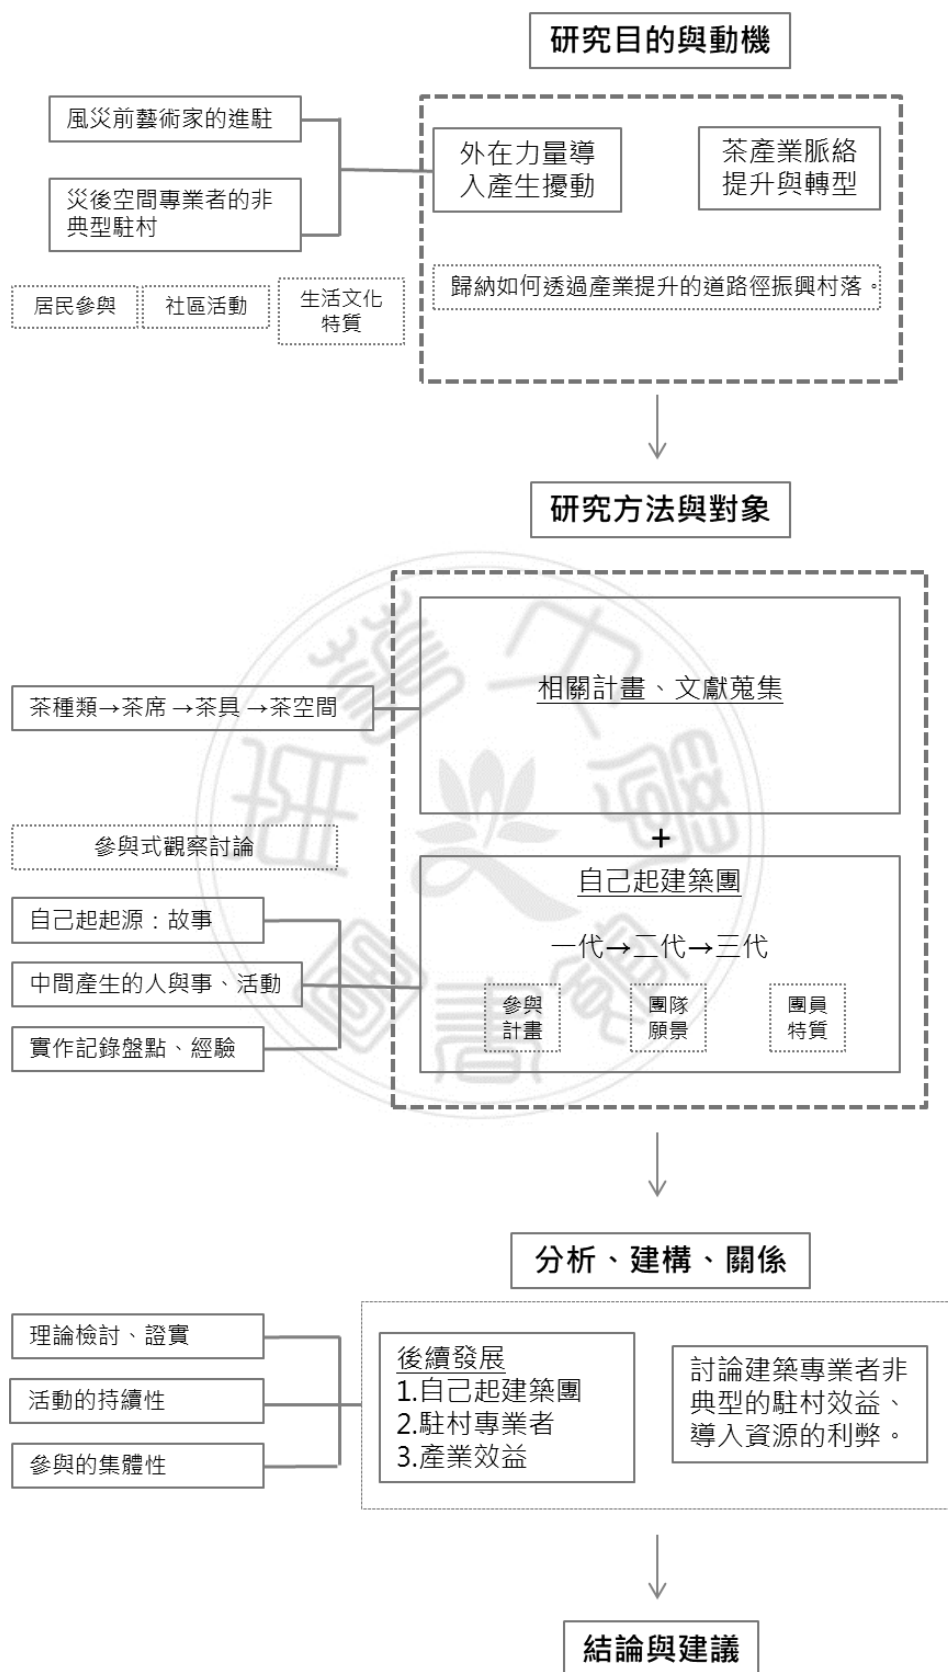 研究目的與動機
風災前藝術家的進駐
災後空間專業者的非
典型駐村
外在力量導
入產生擾動
茶產業脈絡
提升與轉型
居民參與
社區活動
生活文化
特質
歸納如何透過產業提升的道路徑振興村落。
研究方法與對象
相關計畫、文獻蒐集
茶種類→茶席→茶具→茶空間
+
參與式觀察討論
自己起建築團
一代→二代→三代
參與
計畫
團隊
願景
團員
特質
自己起起源：故事
中間產生的人與事、活動
實作記錄盤點、經驗
分析、建構、關係
理論檢討、證實
活動的持續性
參與的集體性
後續發展
1.自己起建築團
2.駐村專業者
3.產業效益
討論建築專業者非
典型的駐村效益、
導入資源的利弊。
結論與建議